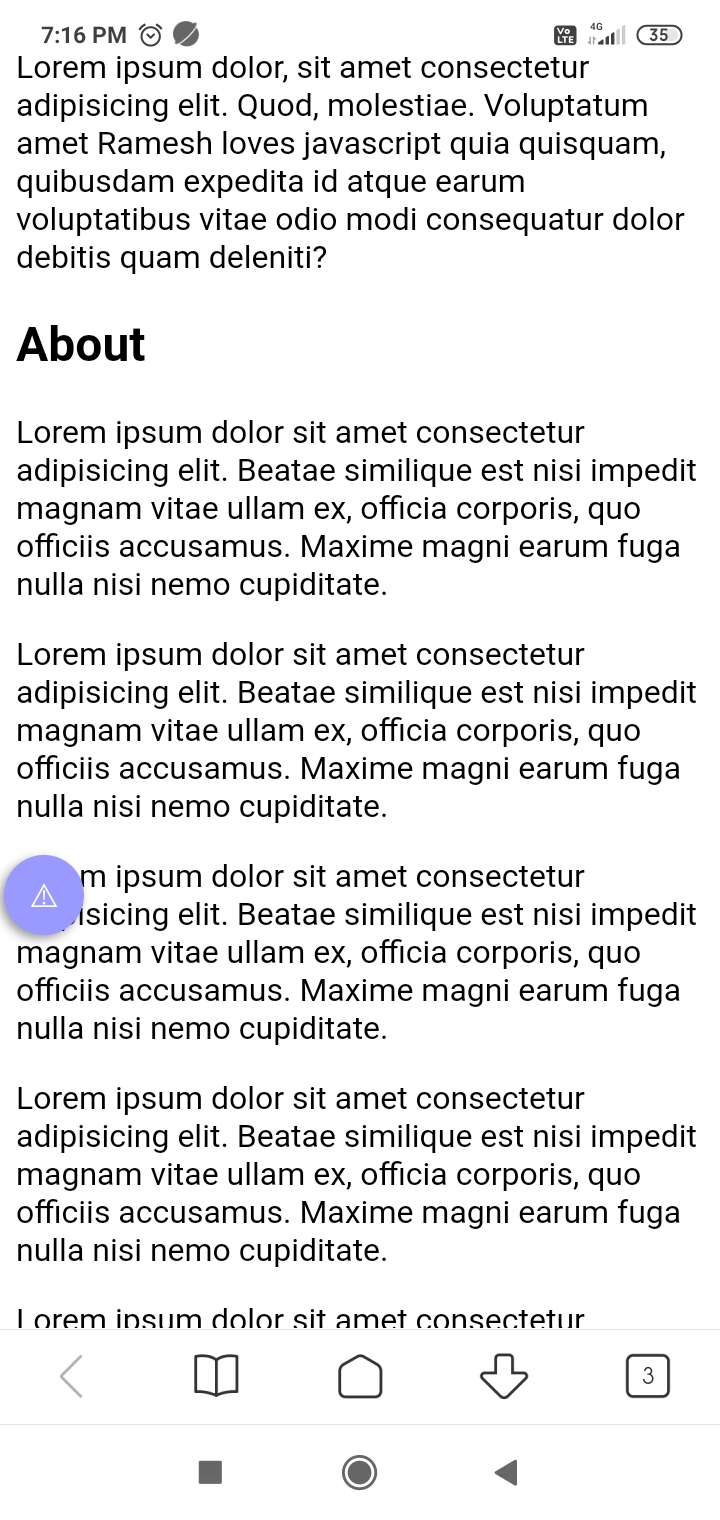 7:16 PM
Vo
LTE
4G
35
Lorem ipsum dolor, sit amet consectetur
adipisicing elit. Quod, molestiae. Voluptatum
amet Ramesh loves javascript quia quisquam,
quibusdam expedita id atque earum
voluptatibus vitae odio modi consequatur dolor
debitis quam deleniti?
About
Lorem ipsum dolor sit amet consectetur
adipisicing elit. Beatae similique est nisi impedit
magnam vitae ullam ex, officia corporis, quo
officiis accusamus. Maxime magni earum fuga
nulla nisi nemo cupiditate.
Lorem ipsum dolor sit amet consectetur
adipisicing elit. Beatae similique est nisi impedit
magnam vitae ullam ex, officia corporis, quo
officiis accusamus. Maxime magni earum fuga
nulla nisi nemo cupiditate.
ipsum dolor sit amet consectetur
elit. Beatae similique est nisi impedit
magnam vitae ullam ex, officia corporis, quo
officiis accusamus. Maxime magni earum fuga
nulla nisi nemo cupiditate.
Lorem ipsum dolor sit amet consectetur
adipisicing elit. Beatae similique est nisi impedit
magnam vitae ullam ex, officia corporis, quo
officiis accusamus. Maxime magni earum fuga
nulla nisi nemo cupiditate.
Lorem ipsum dolor sit amet consectetur
3